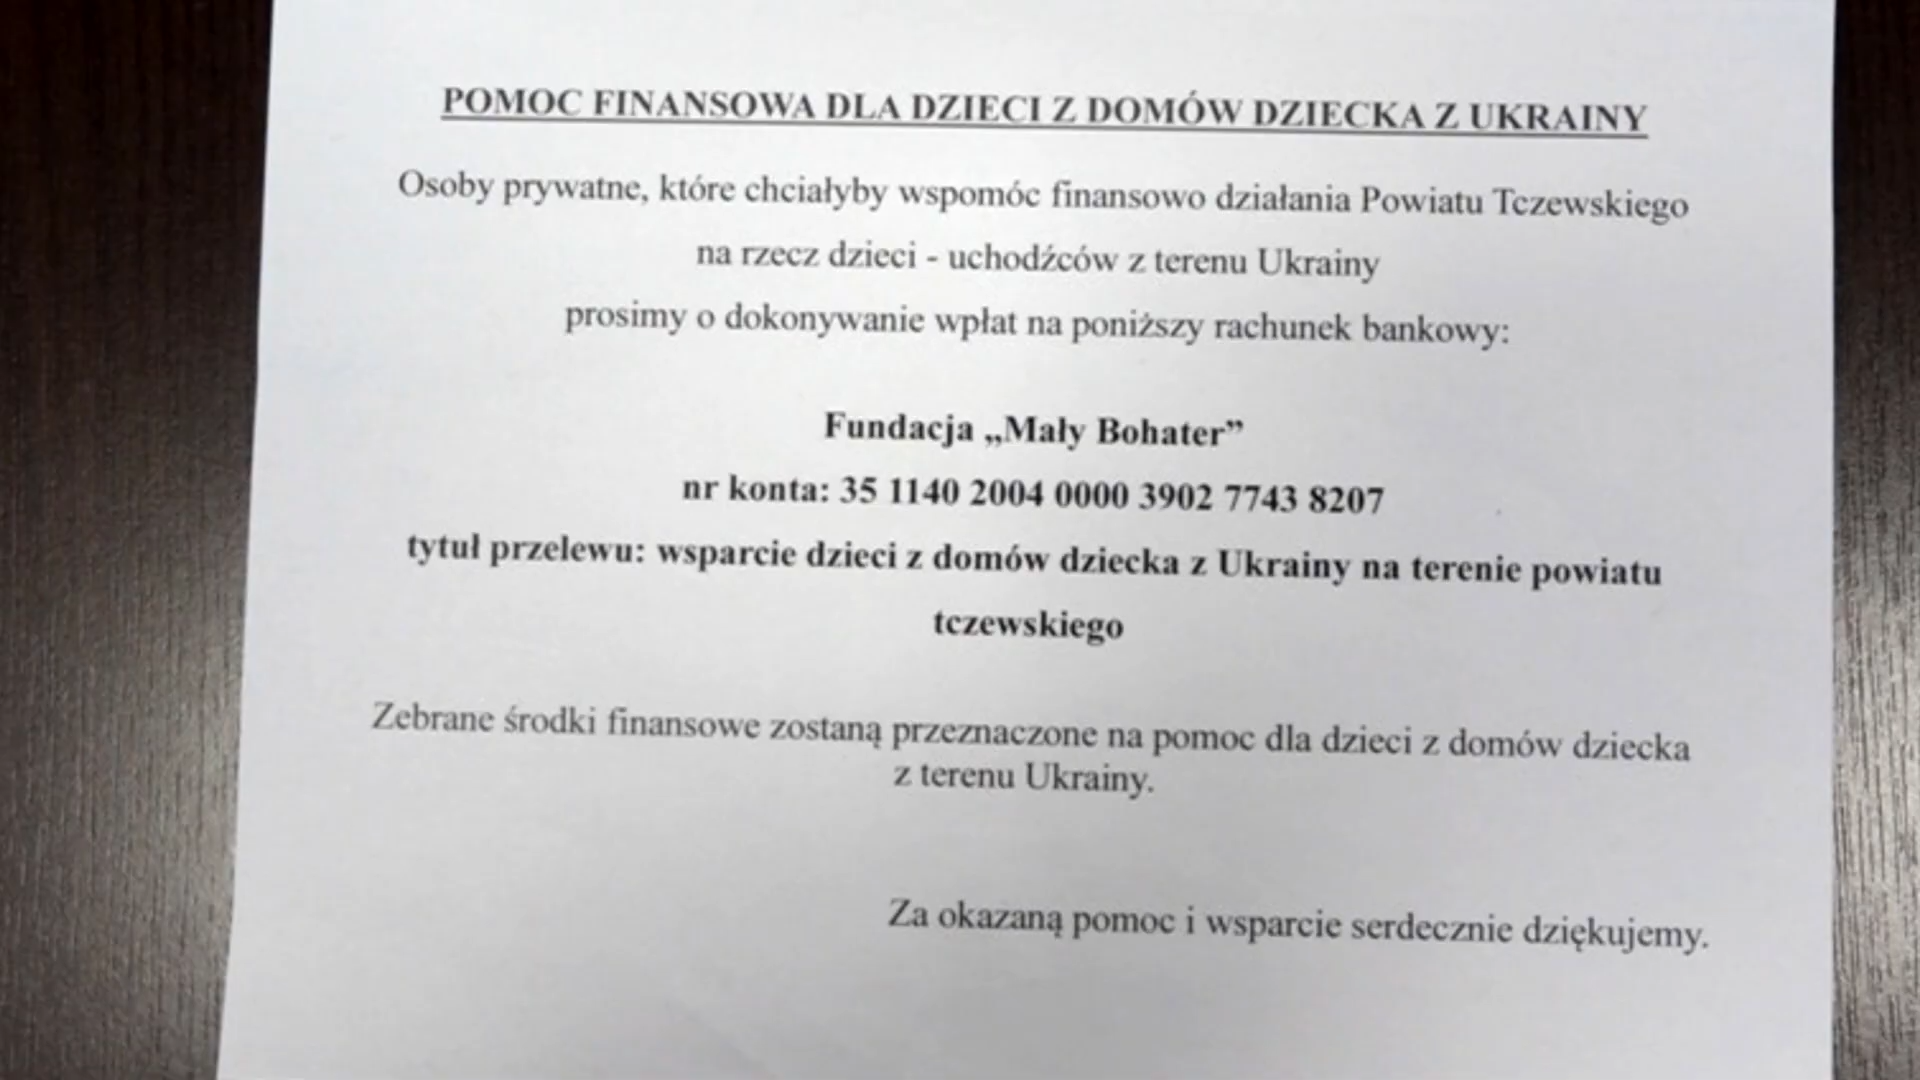 POMOC FINANSOWA DLA DZIECI Z DOMÓW DZIECKA Z UKRAINY
Osoby prywatne, które chciałyby wspomóc finansowo działania Powiatu Tczewskiego
na rzecz dzieci - uchodźców z terenu Ukrainy
prosimy o dokonywanie wpłat na poniższy rachunek bankowy:
Fundacja „Mały Bohater”
nr konta: 35 1140 2004 0000 3902 7743 8207
tytuł przelewu: wsparcie dzieci z domów dziecka z Ukrainy na terenie powiatu
tczewskiego
Zebrane środki finansowe zostaną przeznaczone na pomoc dla dzieci z domów dziecka
z terenu Ukrainy.
Za okazaną pomoc i wsparcie serdecznie dziękujemy.